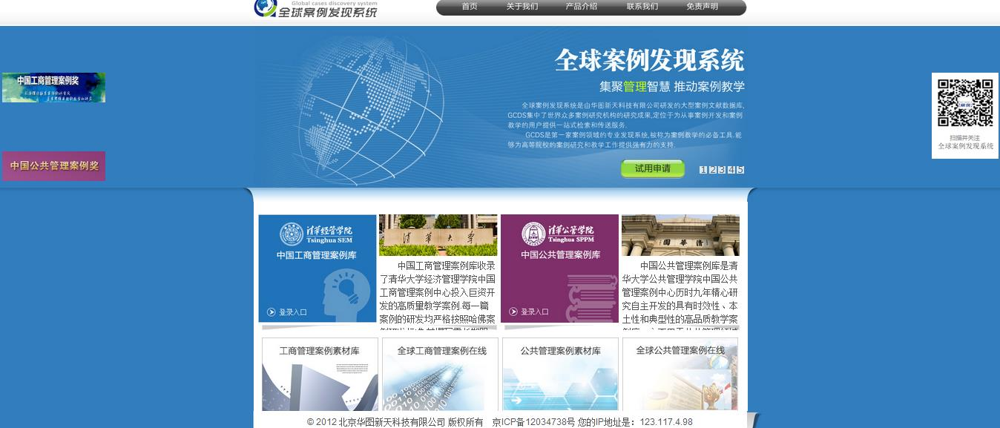 Global cases discovery system
全球案例发现系统
首页 关于我们 产品介绍 联系我们 免责声明
中国工商管理案例奖
中国公共管理案例奖
全球案例发现系统
集聚管理智慧 推动案例教学
全球案例发现系统是由华图新天科技有限公司研发的大型案例文献数据库,
GCDS集中了世界众多案例研究机构的研究成果,定位于为从事案例开发和案例
教学的用户提供一站式检索和传送服务.
GCDS是第一家案例领域的专业发现系统,被称为案例教学的必备工具.能
够为高等院校的案例研究和教学工作提供强有力的支持.
试用申请
1 2 3 4 5
扫描并关注
全球案例发现系统
清华经管学院
Tsinghua SEM
中国工商管理案例库
登录入口
清 华 大 学
中国工商管理案例库收录
了清华大学经济管理学院中国
工商管理案例中心投入巨资开
发的高质量教学案例.每一篇
案例的研发均严格按照哈佛案
清华公管学院
Tsinghua SPPM
中国公共管理案例库
登录入口
園華清
中国公共管理案例库是清
华大学公共管理学院中国公共
管理案例中心历时九年精心研
究自主开发的具有时效性、本
土性和典型性的高品质教学案
工商管理案例素材库
全球工商管理案例在线
公共管理案例素材库
全球公共管理案例在线
© 2012 北京华图新天科技有限公司 版权所有 京ICP备12034738号 您的IP地址是：123.117.4.98